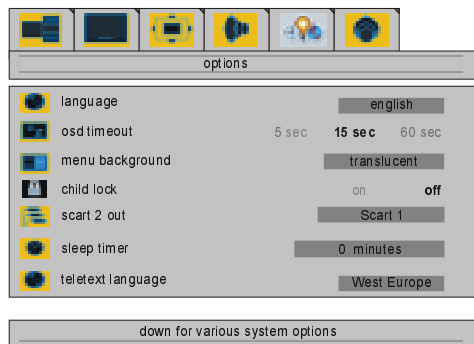 options
language english
osd timeout 5 sec 15 sec 60 sec
menu background translucent
child lock on off
scart 2 out Scart 1
sleep timer 0 minutes
teletext language West Europe
down for various system options